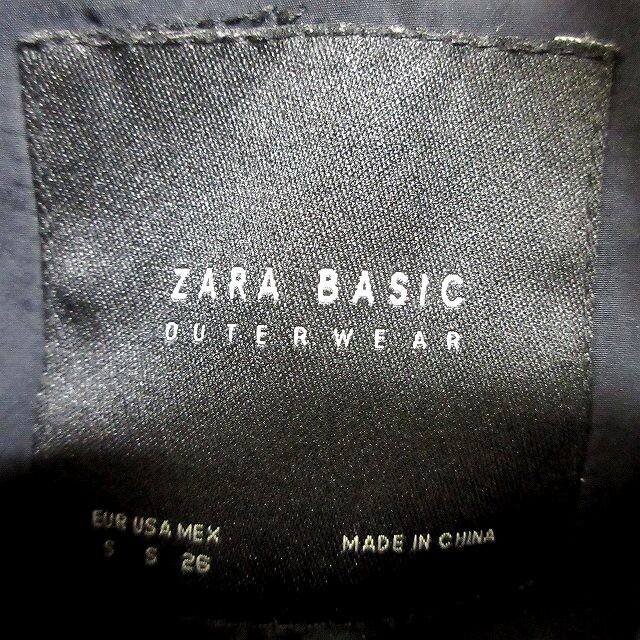 ZARA BASIC
OUTERWEAR
EUR USA MEX
S S 26
MADE IN CHINA